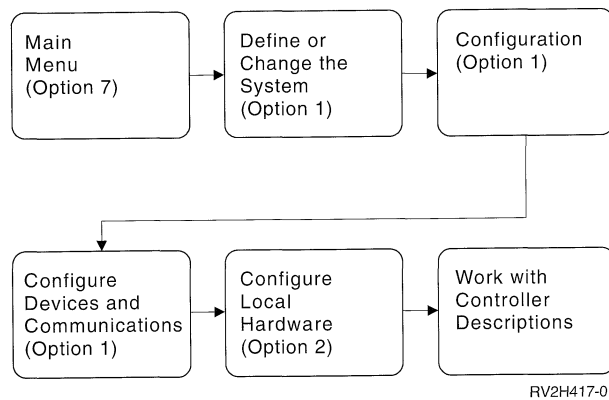 Main
Menu
(Option 7)
Define or
Change the
System
(Option 1)
Configuration
(Option 1)
Configure
Devices and
Communications
(Option 1)
Configure
Local
Hardware
(Option 2)
Work with
Controller
Descriptions
RV2H417-0